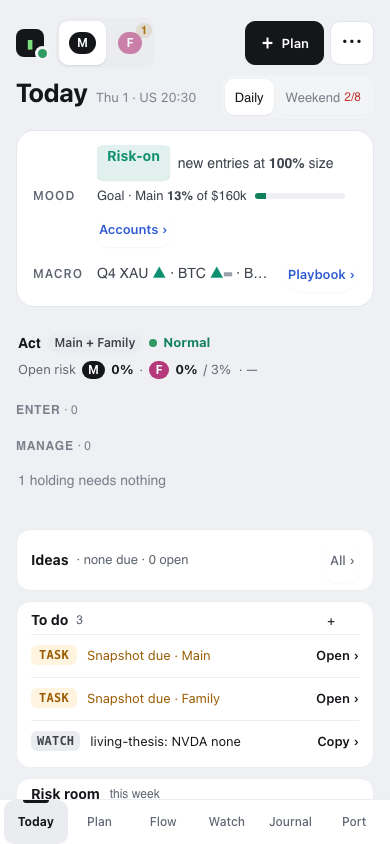 M F 1
+ Plan ···
Today Thu 1 · US 20:30
Daily Weekend 2/8
Risk-on new entries at 100% size
MOOD Goal · Main 13% of $160k
Accounts ›
MACRO Q4 XAU ▲ · BTC ▲= · B… Playbook ›
Act Main + Family Normal
Open risk M 0% · F 0% / 3% · —
ENTER · 0
MANAGE · 0
1 holding needs nothing
Ideas · none due · 0 open All ›
To do 3 +
TASK Snapshot due · Main Open ›
TASK Snapshot due · Family Open ›
WATCH living-thesis: NVDA none Copy ›
Risk room this week
Today Plan Flow Watch Journal Port